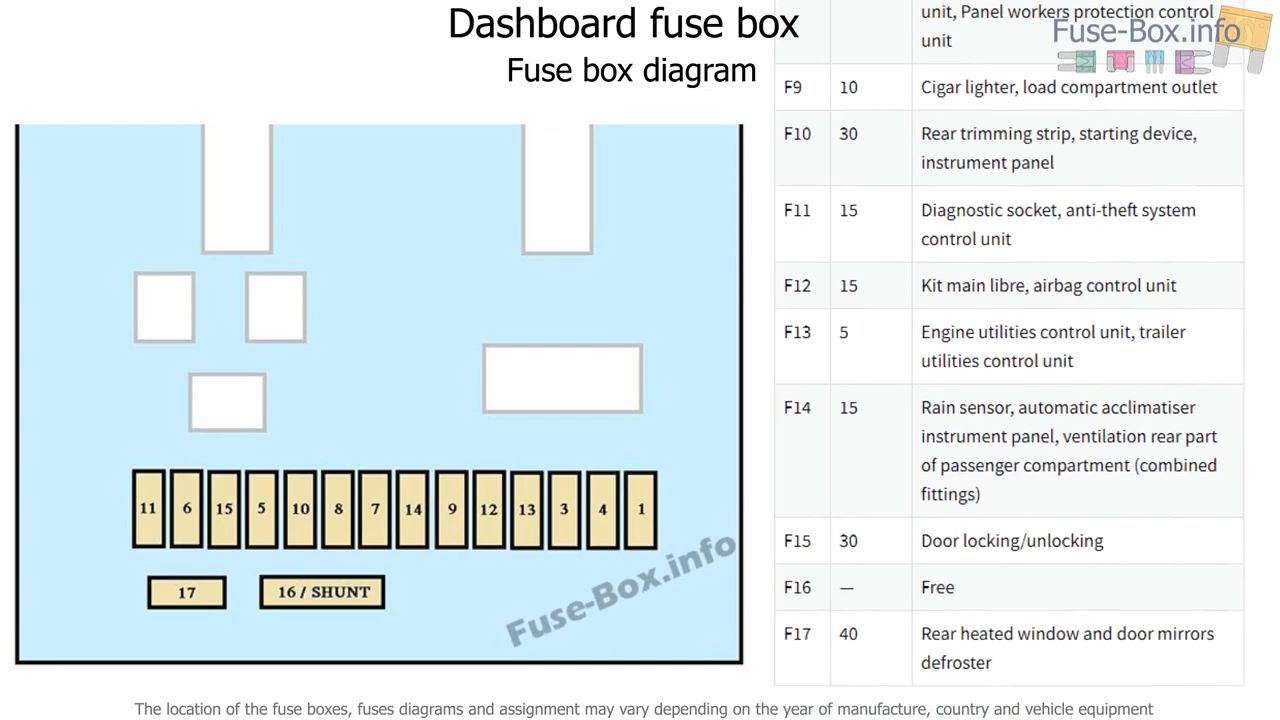 Dashboard fuse box
Fuse box diagram
Fuse-Box.info
unit, Panel workers protection control
unit
F9 10 Cigar lighter, load compartment outlet
F10 30 Rear trimming strip, starting device,
instrument panel
F11 15 Diagnostic socket, anti-theft system
control unit
F12 15 Kit main libre, airbag control unit
F13 5 Engine utilities control unit, trailer
utilities control unit
F14 15 Rain sensor, automatic acclimatiser
instrument panel, ventilation rear part
of passenger compartment (combined
fittings)
F15 30 Door locking/unlocking
F16 — Free
F17 40 Rear heated window and door mirrors
defroster
11 6 15 5 10 8 7 14 9 12 13 3 4 1
17 16 / SHUNT
Fuse-Box.info
The location of the fuse boxes, fuses diagrams and assignment may vary depending on the year of manufacture, country and vehicle equipment